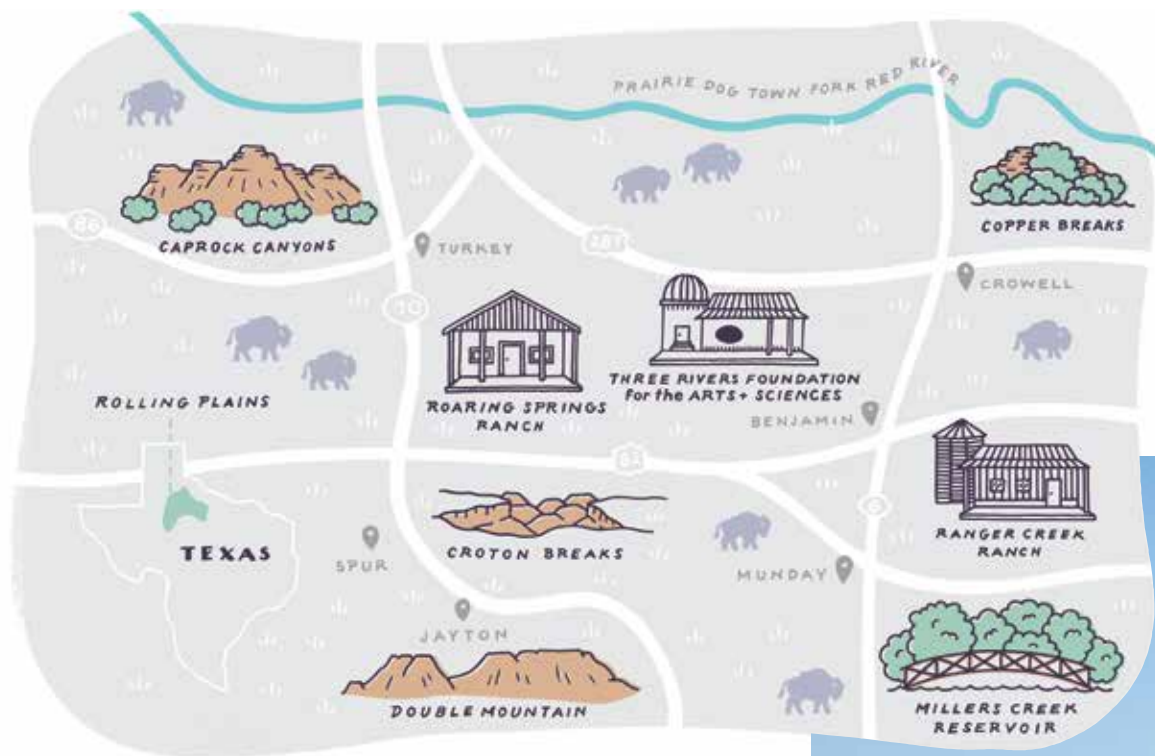 PRAIRIE DOG TOWN FORK RED RIVER
CAPROCK CANYONS
COPPER BREAKS
86
TURKEY
287
CROWELL
70
ROLLING PLAINS
ROARING SPRINGS
RANCH
THREE RIVERS FOUNDATION
for the ARTS + SCIENCES
BENJAMIN
TEXAS
SPUR
CROTON BREAKS
6
RANGER CREEK
RANCH
MUNDAY
JAYTON
DOUBLE MOUNTAIN
MILLERS CREEK
RESERVOIR